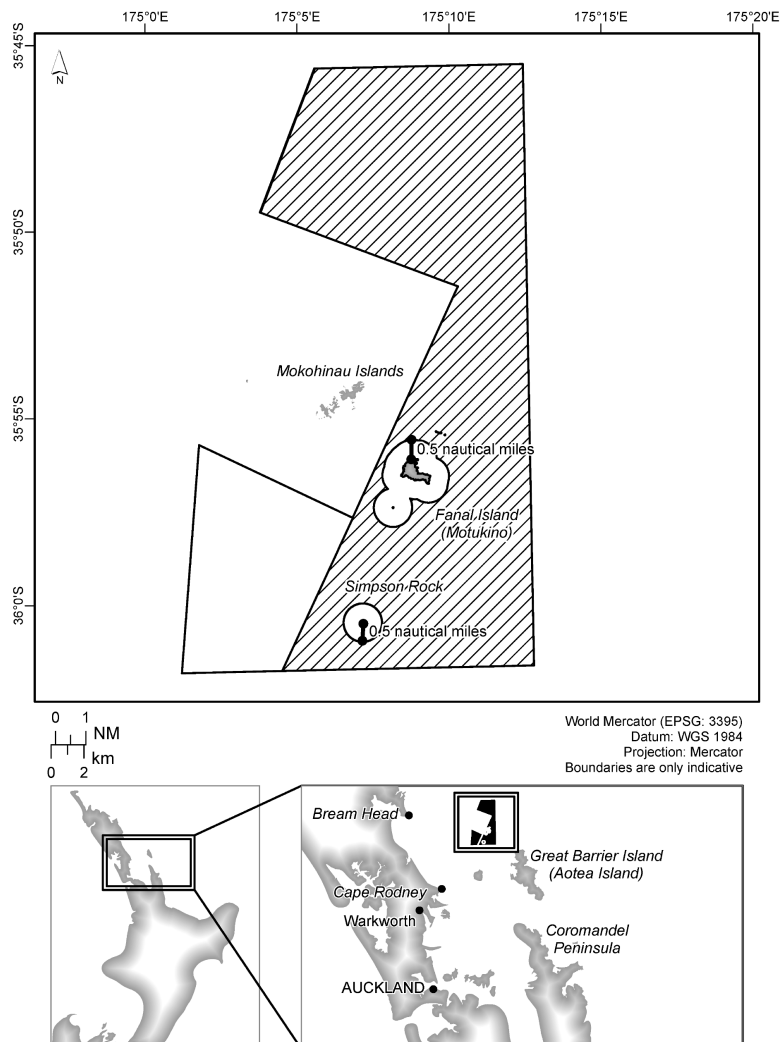 175°0'E
175°5'E
175°10'E
175°15'E
175°20'E
35°45'S
N
35°50'S
Mokohinau Islands
35°55'S
0.5 nautical miles
Fanal Island
(Motukino)
Simpson Rock
36°0'S
0.5 nautical miles
0 1
NM
km
0 2
World Mercator (EPSG: 3395)
Datum: WGS 1984
Projection: Mercator
Boundaries are only indicative
Bream Head
Great Barrier Island
(Aotea Island)
Cape Rodney
Warkworth
Coromandel
Peninsula
AUCKLAND